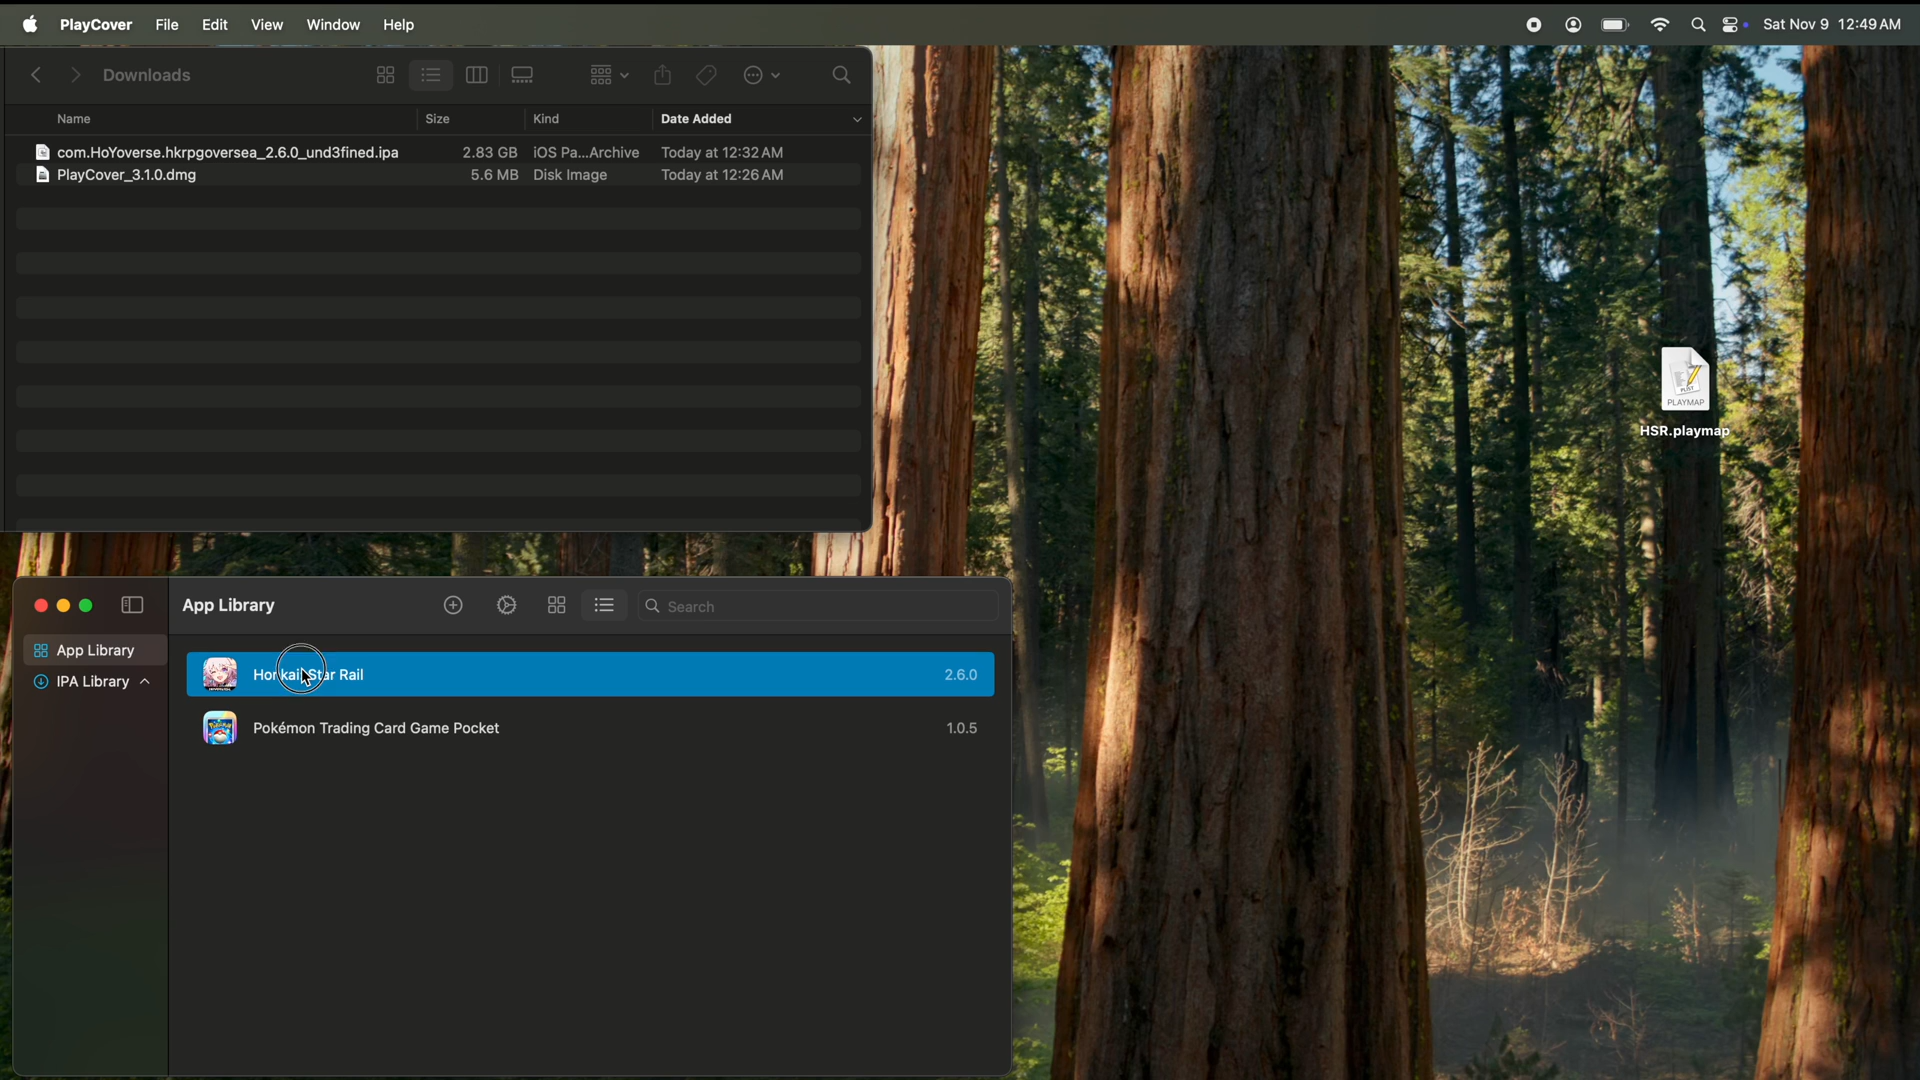 PlayCover File Edit View Window Help Sat Nov 9 12:49 AM
Downloads
Name Size Kind Date Added
com.HoYoverse.hkrpgoversea_2.6.0_und3fined.ipa 2.83 GB iOS Pa...Archive Today at 12:32 AM
PlayCover_3.1.0.dmg 5.6 MB Disk Image Today at 12:26 AM
PLIST
PLAYMAP
HSR.playmap
App Library Search
App Library
IPA Library
Honkai: Star Rail 2.6.0
Pokémon Trading Card Game Pocket 1.0.5